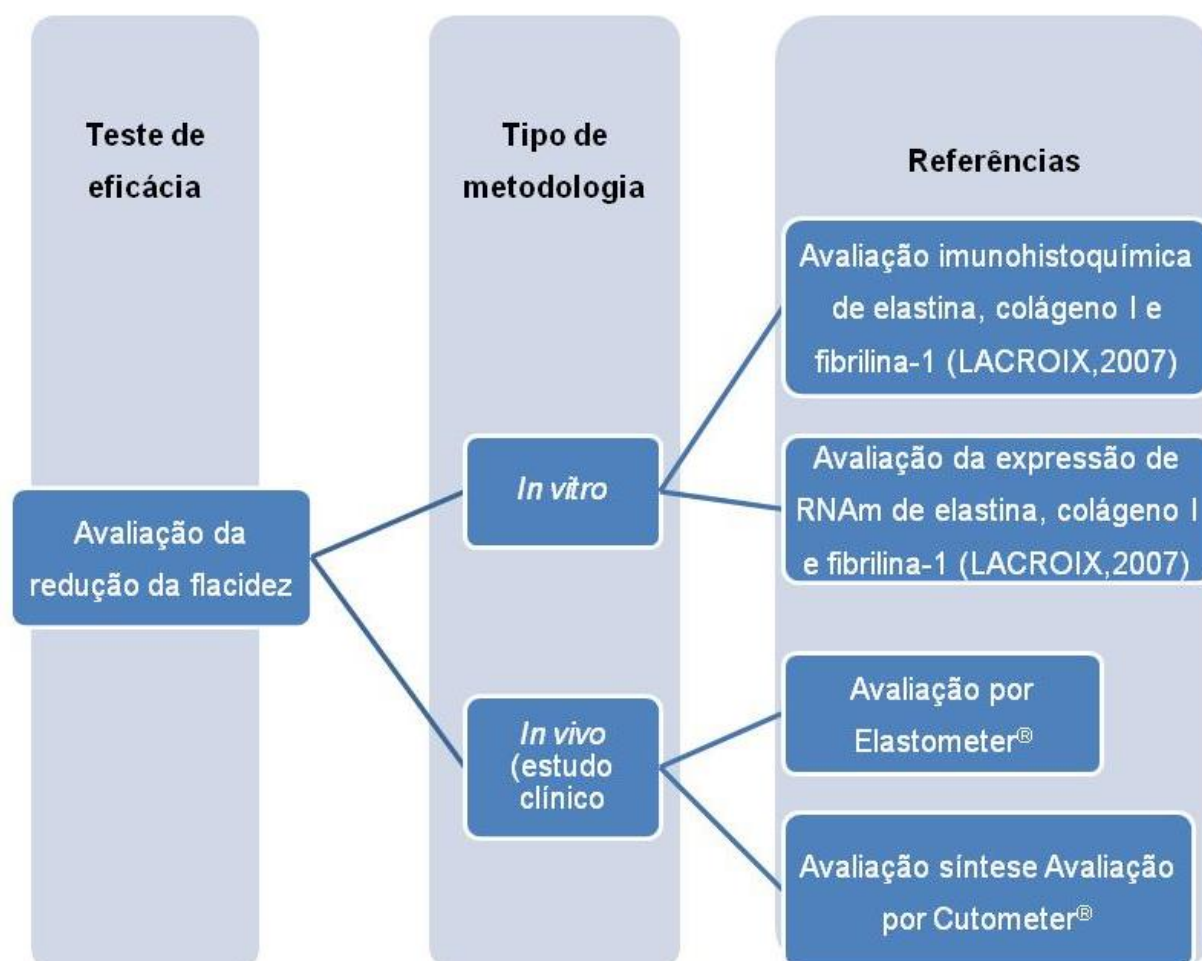 Teste de
eficácia
Tipo de
metodologia
Referências
Avaliação da
redução da flacidez
In vitro
Avaliação imunohistoquímica
de elastina, colágeno I e
fibrilina-1 (LACROIX,2007)
Avaliação da expressão de
RNAm de elastina, colágeno I
e fibrilina-1 (LACROIX,2007)
In vivo
(estudo
clínico
Avaliação por
Elastometer®
Avaliação síntese Avaliação
por Cutometer®